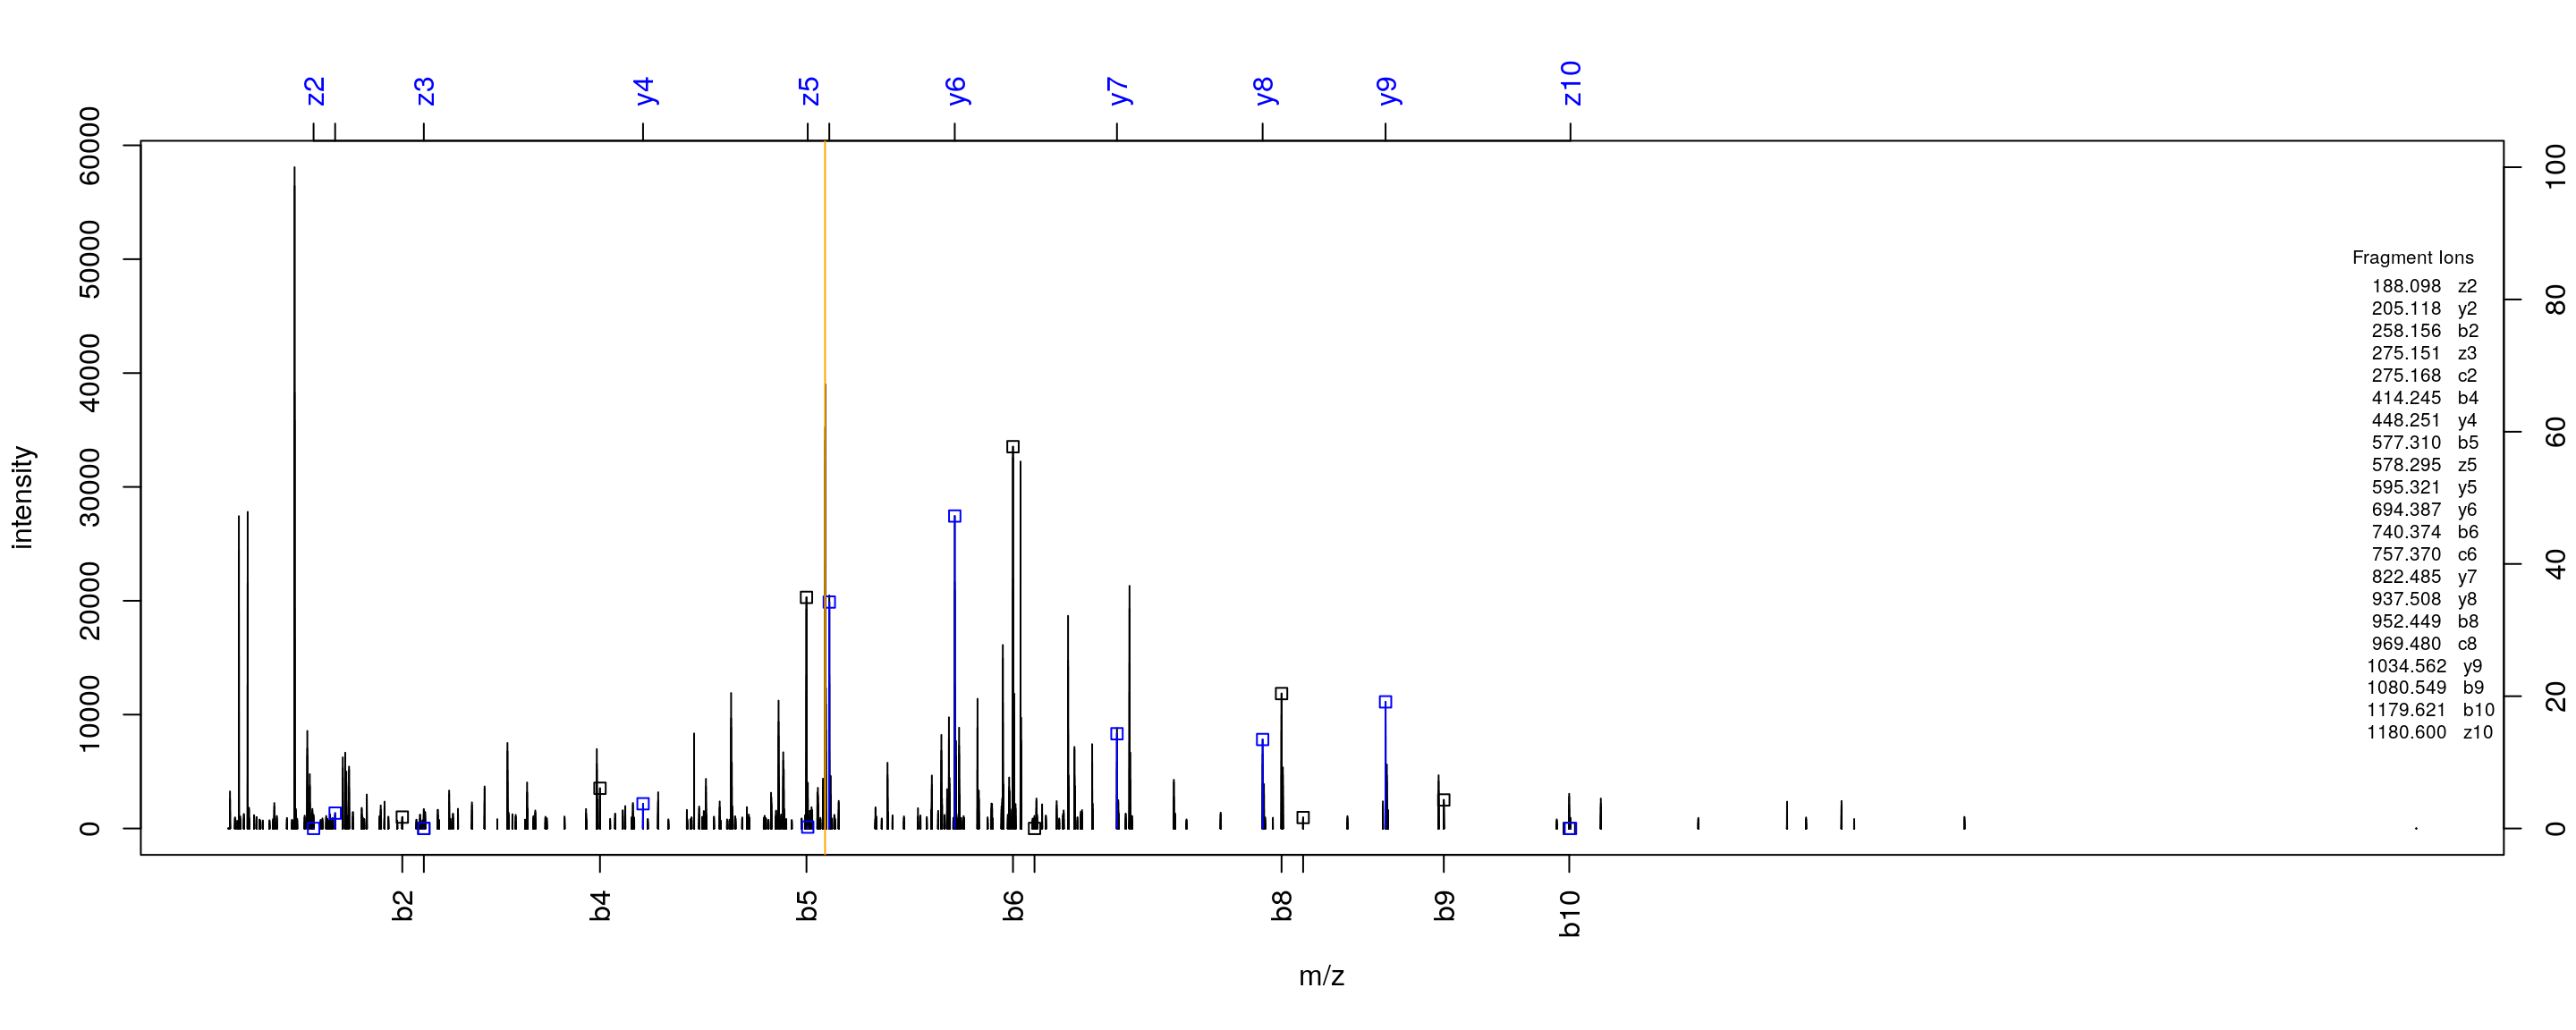 z2 z3 y4 z5 y6 y7 y8 y9 z10
60000
50000
40000
30000
20000
10000
0
intensity
100
80
60
40
20
0
Fragment Ions
188.098 z2
205.118 y2
258.156 b2
275.151 z3
275.168 c2
414.245 b4
448.251 y4
577.310 b5
578.295 z5
595.321 y5
694.387 y6
740.374 b6
757.370 c6
822.485 y7
937.508 y8
952.449 b8
969.480 c8
1034.562 y9
1080.549 b9
1179.621 b10
1180.600 z10
b2 b4 b5 b6 b8 b9 b10
m/z